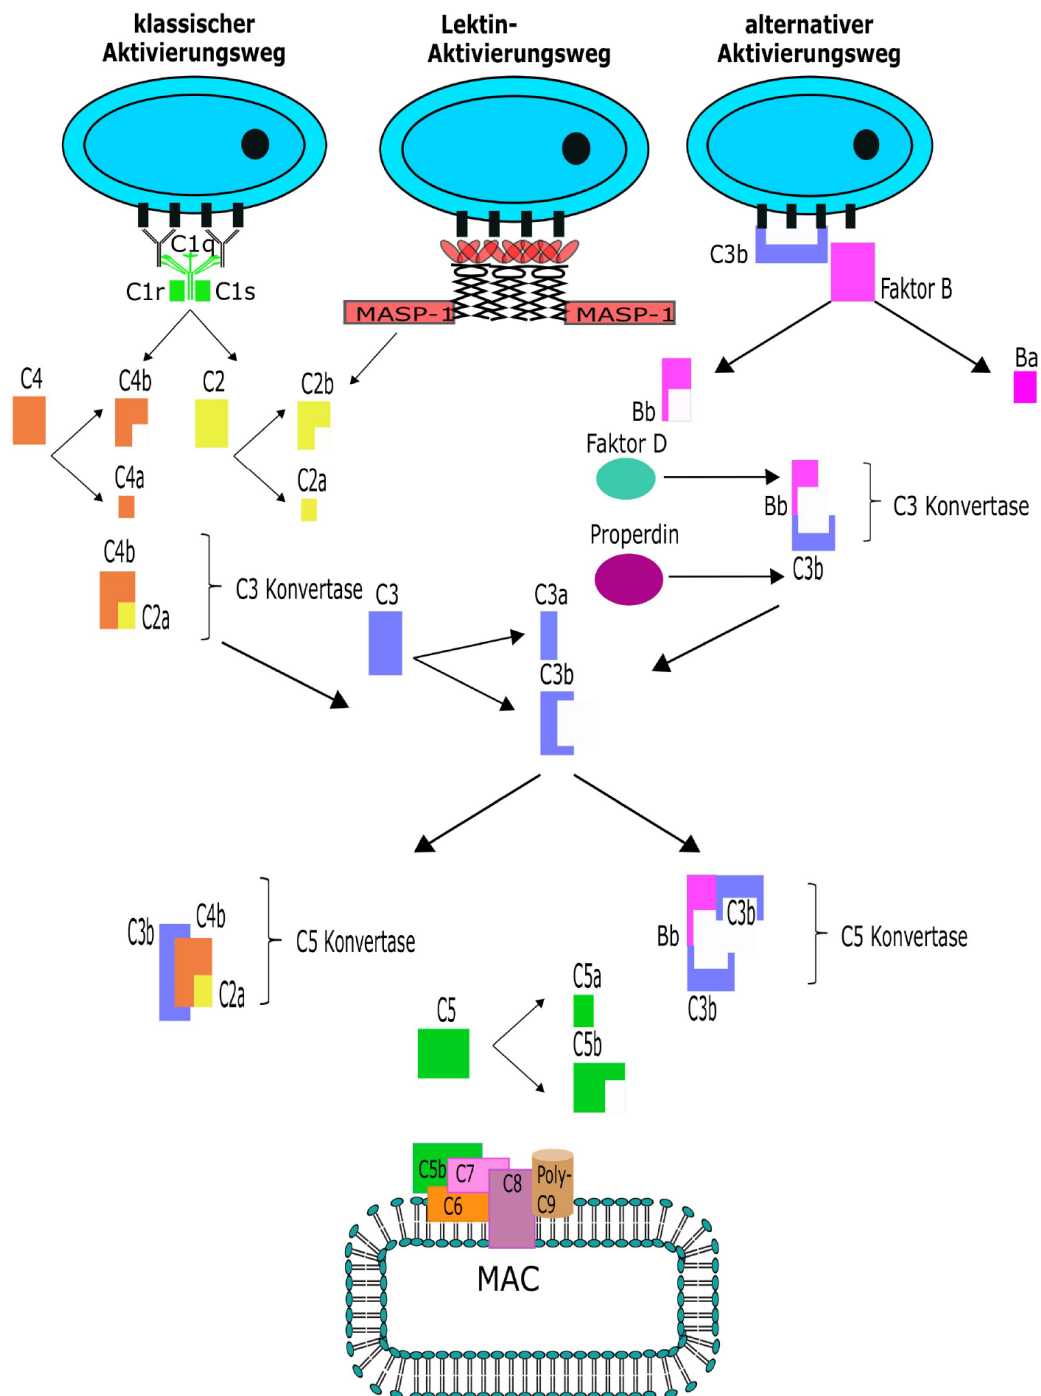 klassischer
Aktivierungsweg
Lektin-
Aktivierungsweg
alternativer
Aktivierungsweg
C1q
C1r
C1s
MASP-1
MASP-1
C3b
Faktor B
C4
C4b
C2
C2b
C4a
C2a
Bb
Ba
Faktor D
Bb
C3 Konvertase
Properdin
C3b
C4b
C2a
C3 Konvertase
C3
C3a
C3b
C3b
C4b
C2a
C5 Konvertase
Bb
C3b
C3b
C5 Konvertase
C5
C5a
C5b
C5b
C7
C6
C8
Poly-
C9
MAC